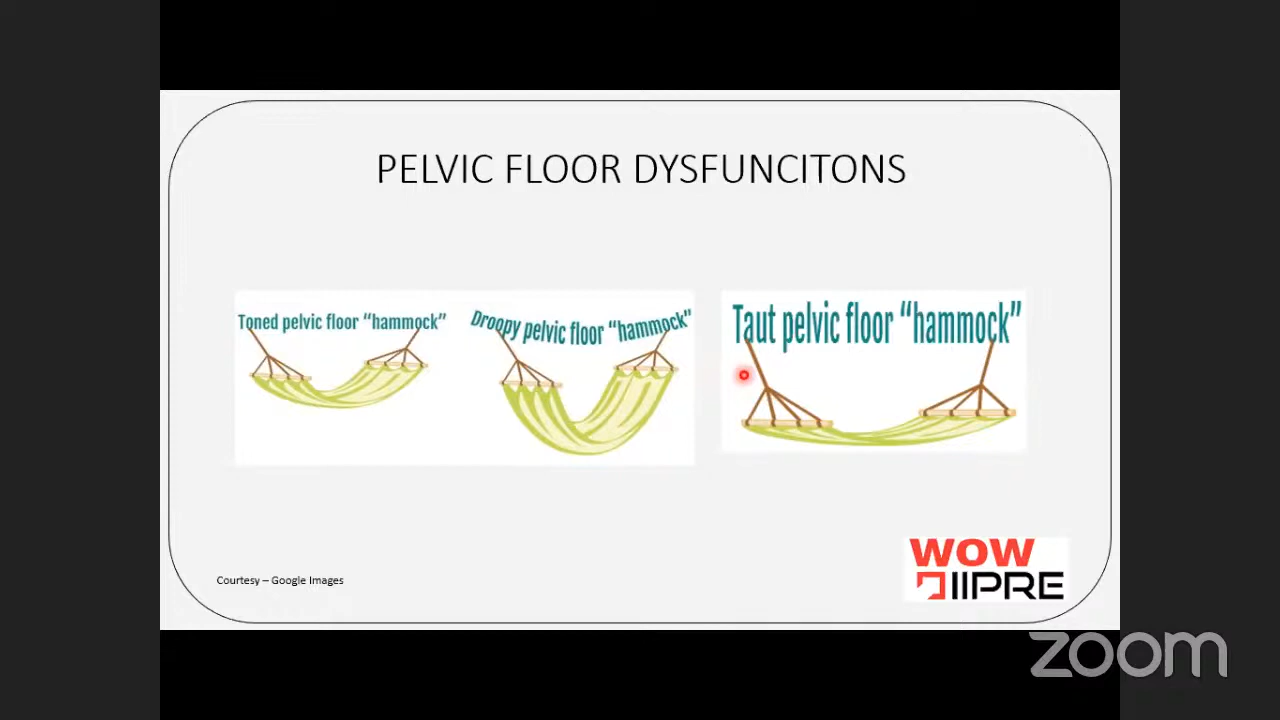 PELVIC FLOOR DYSFUNCITONS
Toned pelvic floor “hammock”
Droopy pelvic floor “hammock”
Taut pelvic floor “hammock”
Courtesy – Google Images
WOW
IIPRE
zoom